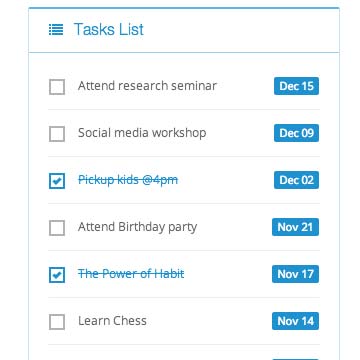 Tasks List
Attend research seminar Dec 15
Social media workshop Dec 09
Pickup kids @4pm Dec 02
Attend Birthday party Nov 21
The Power of Habit Nov 17
Learn Chess Nov 14